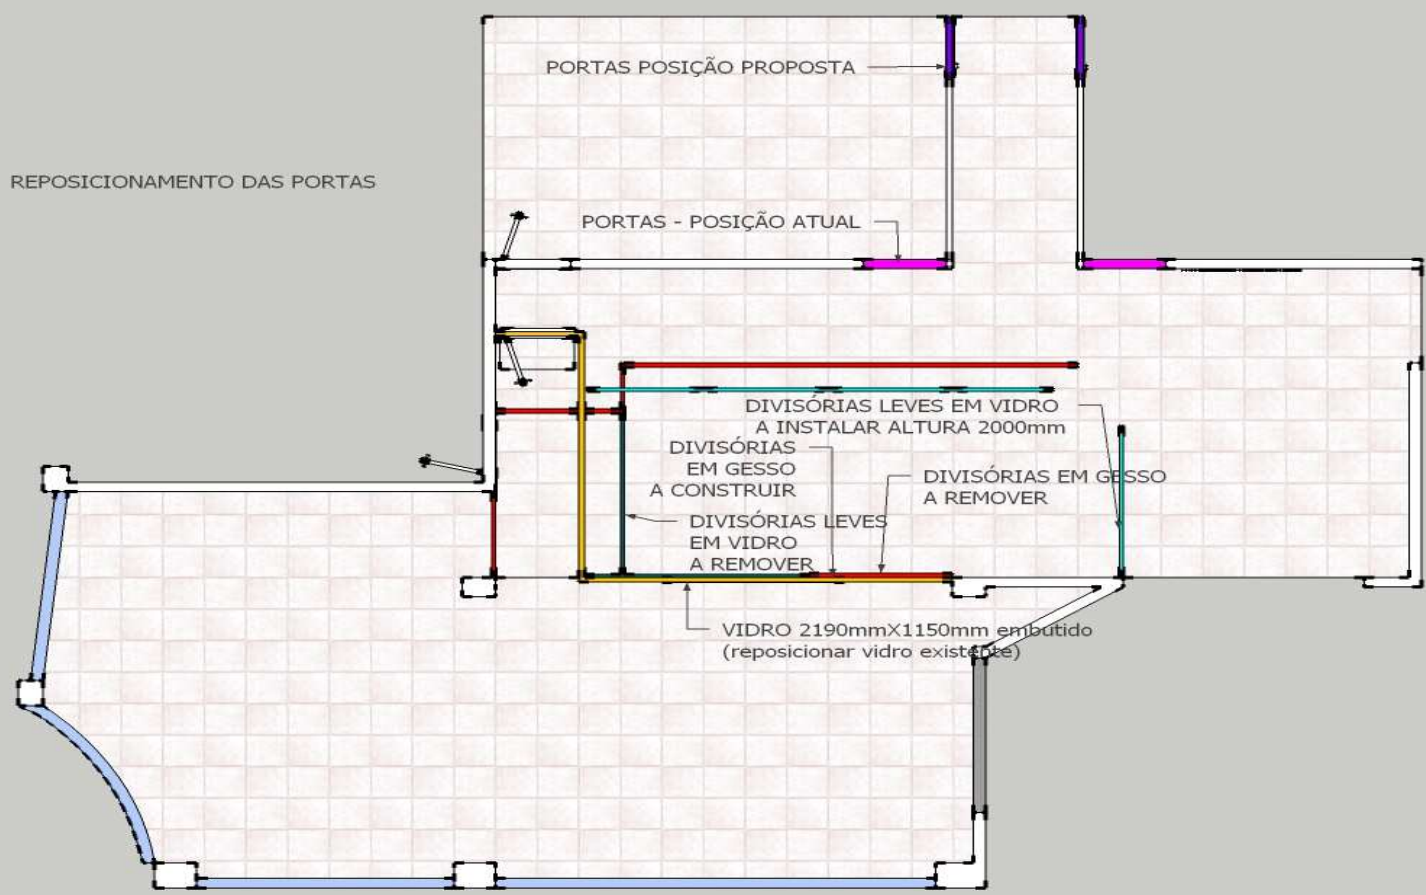 PORTAS POSIÇÃO PROPOSTA
REPOSICIONAMENTO DAS PORTAS
PORTAS - POSIÇÃO ATUAL
DIVISÓRIAS LEVES EM VIDRO
A INSTALAR ALTURA 2000mm
DIVISÓRIAS
EM GESSO
A CONSTRUIR
DIVISÓRIAS EM GESSO
A REMOVER
DIVISÓRIAS LEVES
EM VIDRO
A REMOVER
VIDRO 2190mmX1150mm embutido
(reposicionar vidro existente)